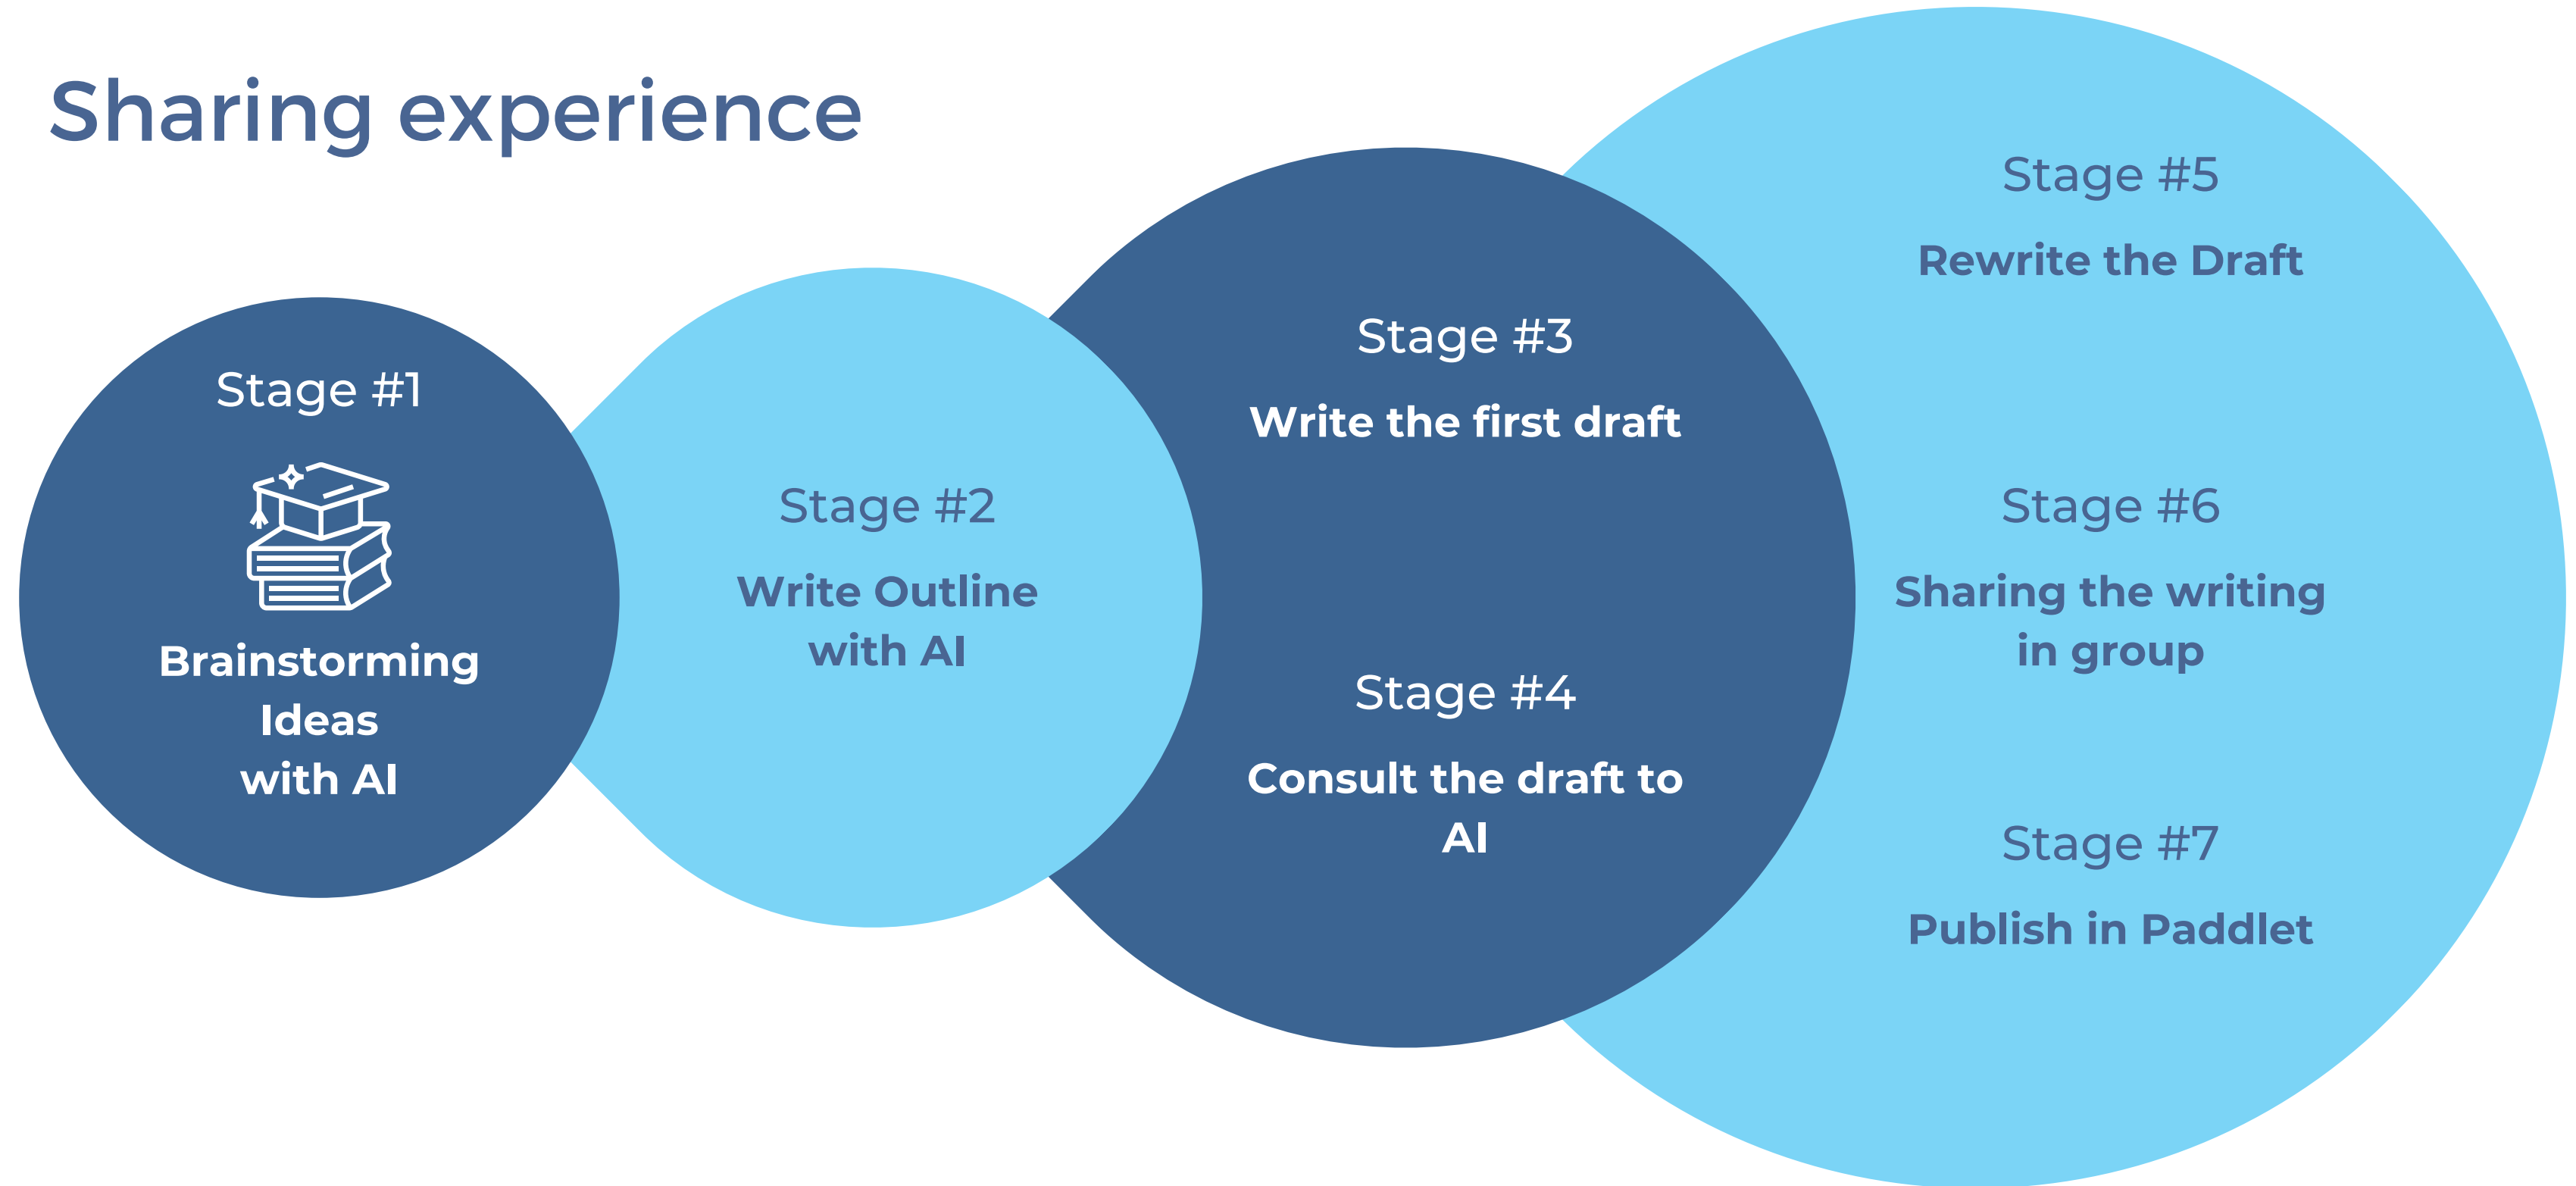 Sharing experience
Stage #1
Brainstorming
Ideas
with AI
Stage #2
Write Outline
with AI
Stage #3
Write the first draft
Stage #4
Consult the draft to
AI
Stage #5
Rewrite the Draft
Stage #6
Sharing the writing
in group
Stage #7
Publish in Paddlet